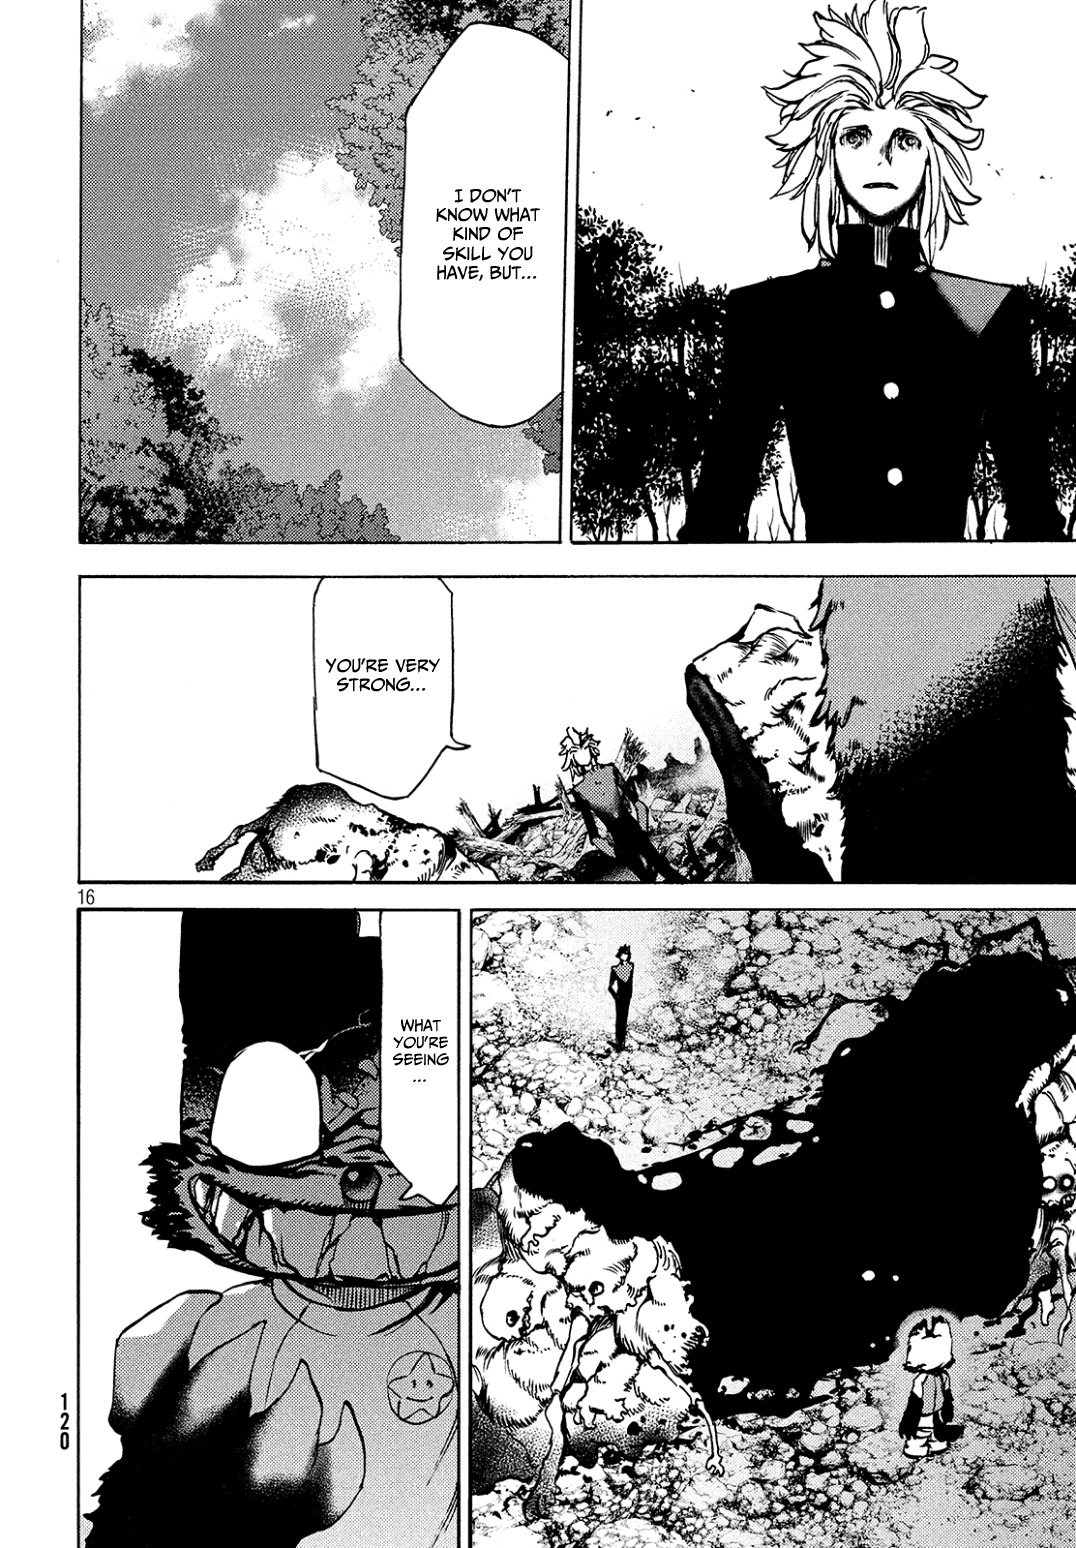 I DON'T
KNOW WHAT
KIND OF
SKILL YOU
HAVE, BUT...
YOU'RE VERY
STRONG...
16
WHAT
YOU'RE
SEEING
...
120